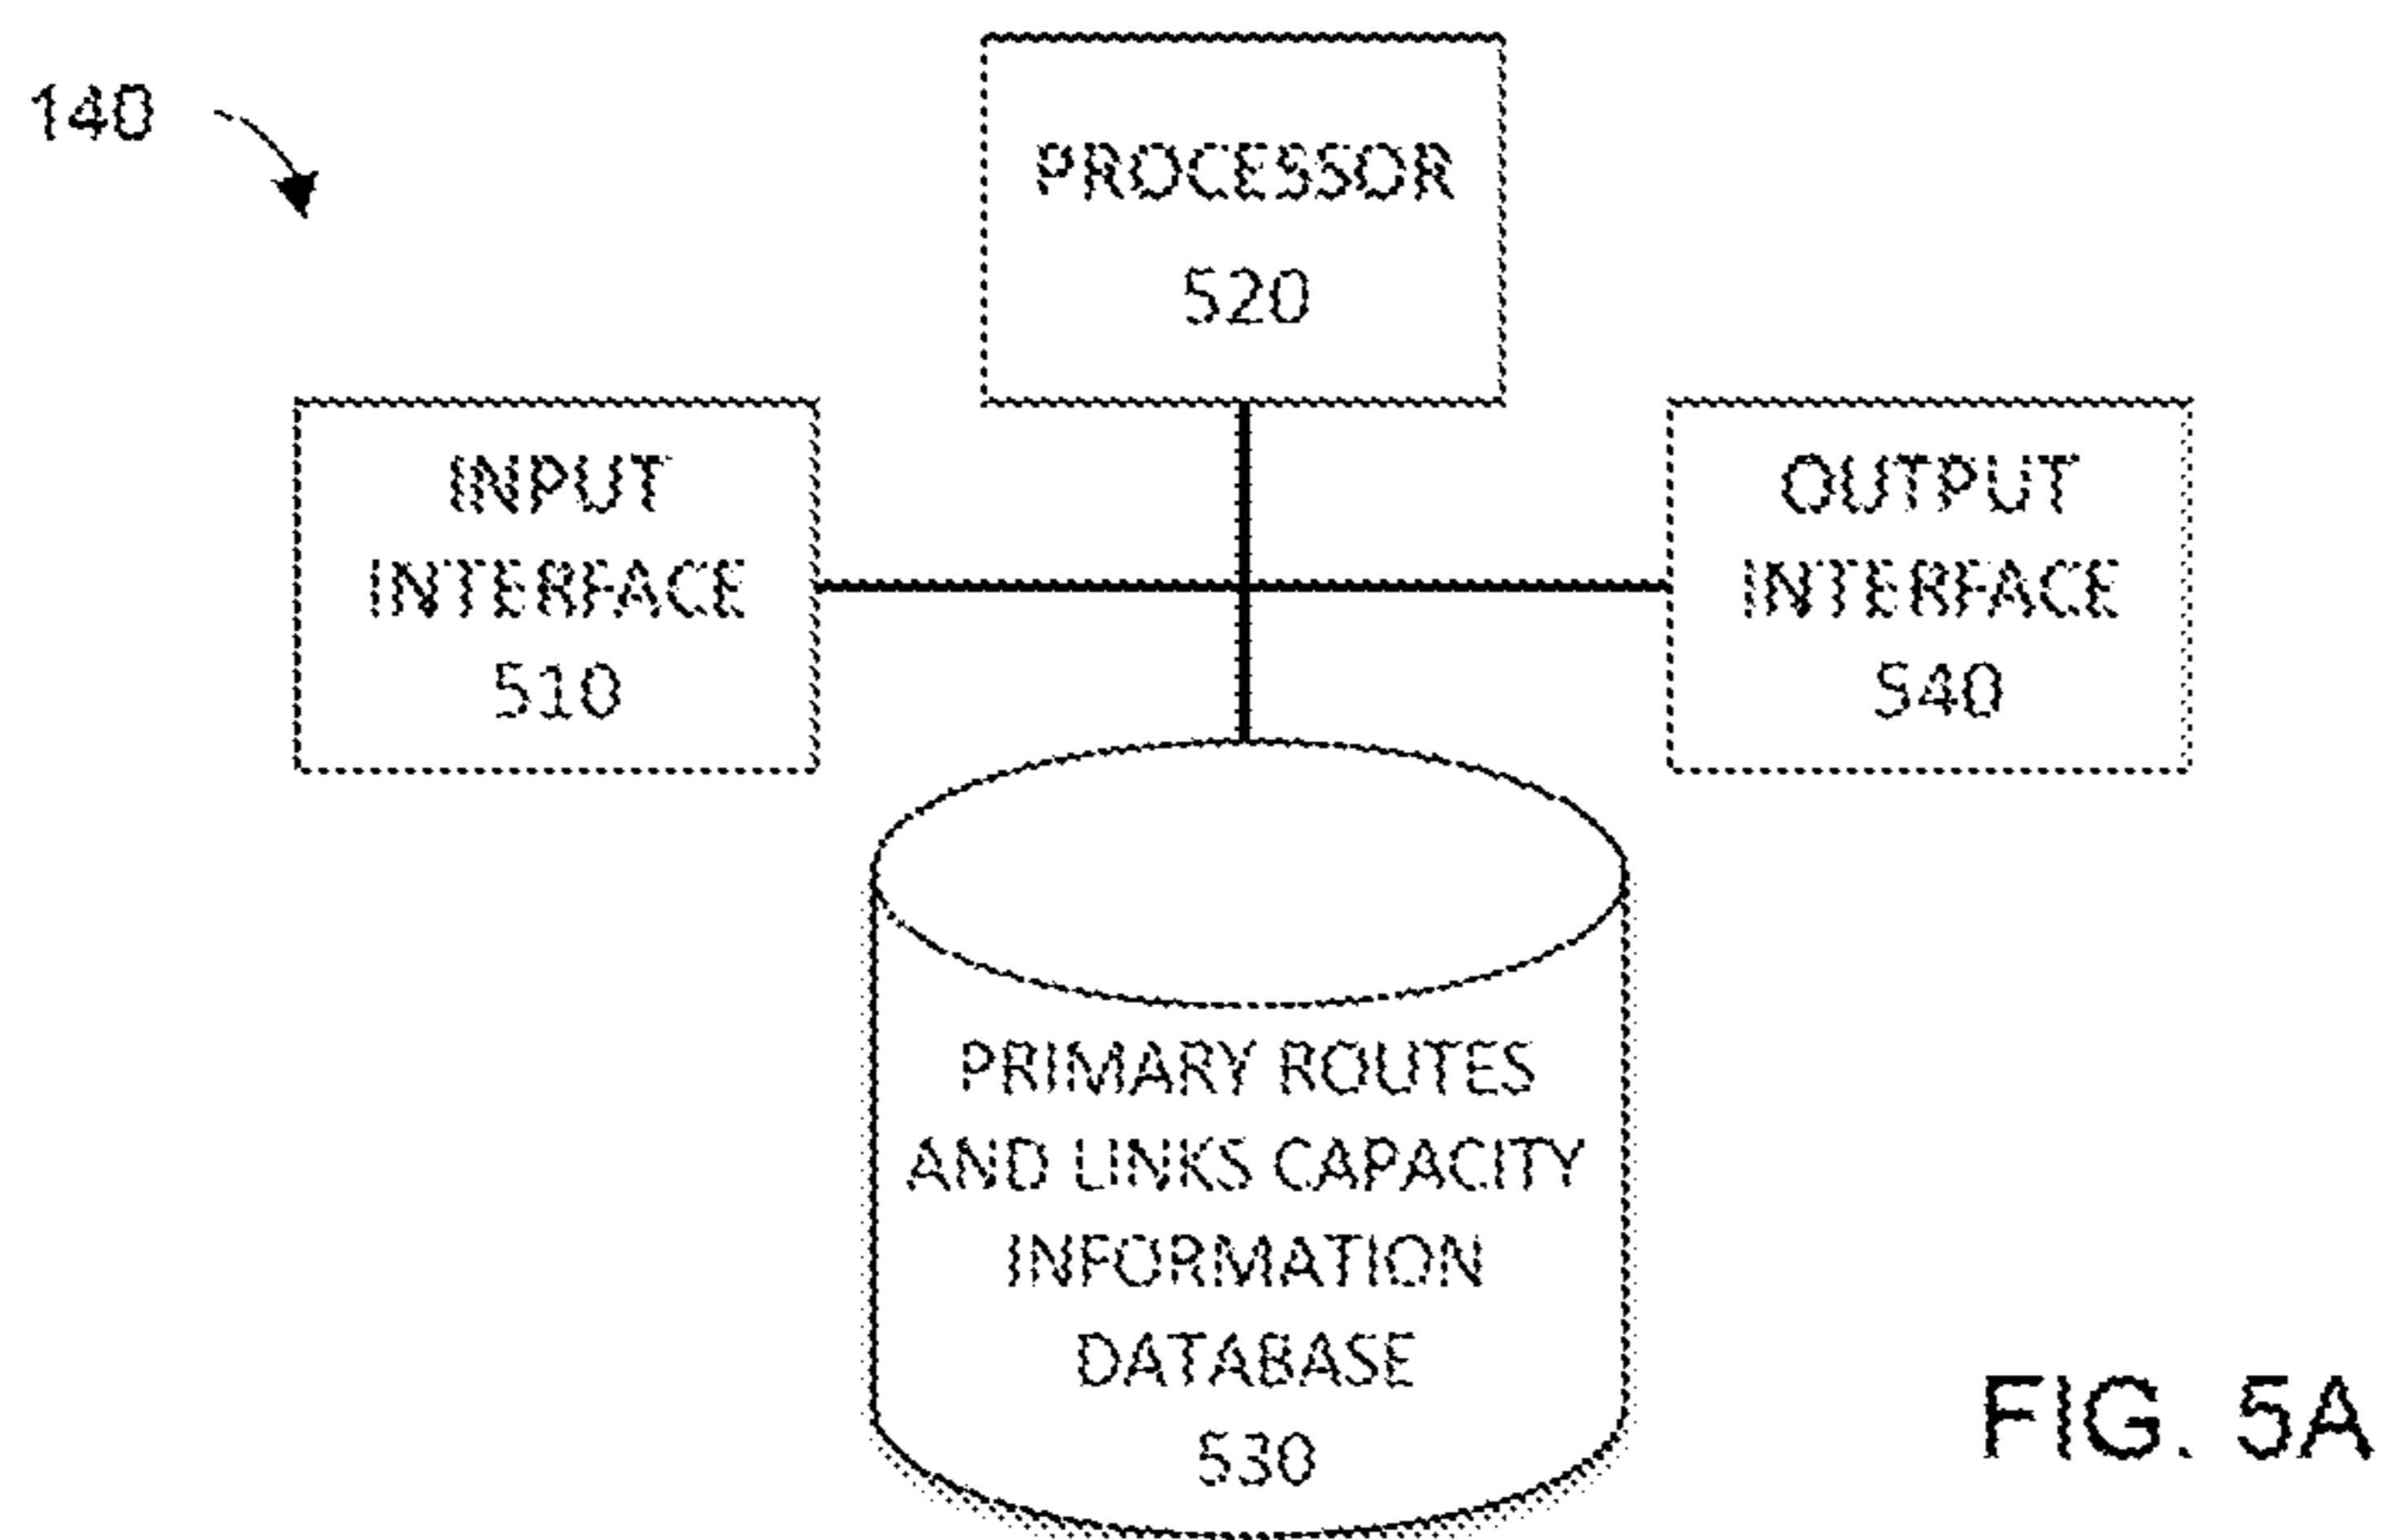 140
PROCESSOR
520
INPUT
INTERFACE
510
OUTPUT
INTERFACE
540
PRIMARY ROUTES
AND LINKS CAPACITY
INFORMATION
DATABASE
530
FIG. 5A